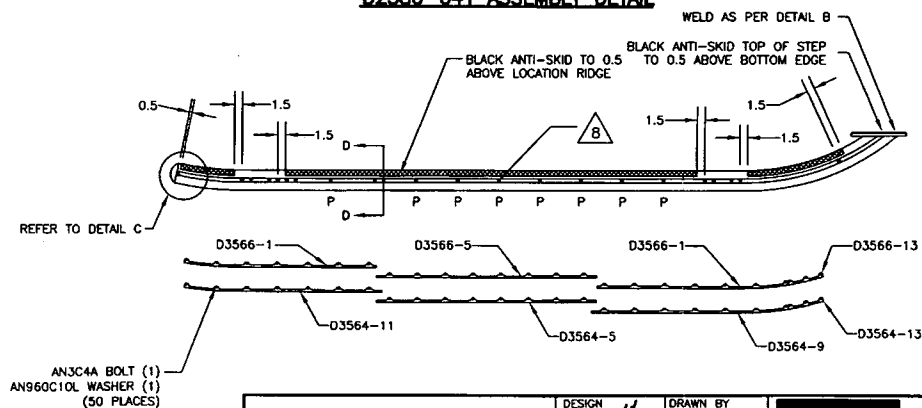 D2580-041 ASSEMBLY DETAIL
WELD AS PER DETAIL B
BLACK ANTI-SKID TO 0.5
ABOVE LOCATION RIDGE
BLACK ANTI-SKID TOP OF STEP
TO 0.5 ABOVE BOTTOM EDGE
0.5
1.5
1.5
D
8
1.5
1.5
1.5
P P P P P P P P
D
REFER TO DETAIL C
D3566-1
D3566-5
D3566-1
D3566-13
D3564-11
D3564-5
D3564-9
D3564-13
AN3C4A BOLT (1)
AN960C10L WASHER (1)
(50 PLACES)
DESIGN
DRAWN BY